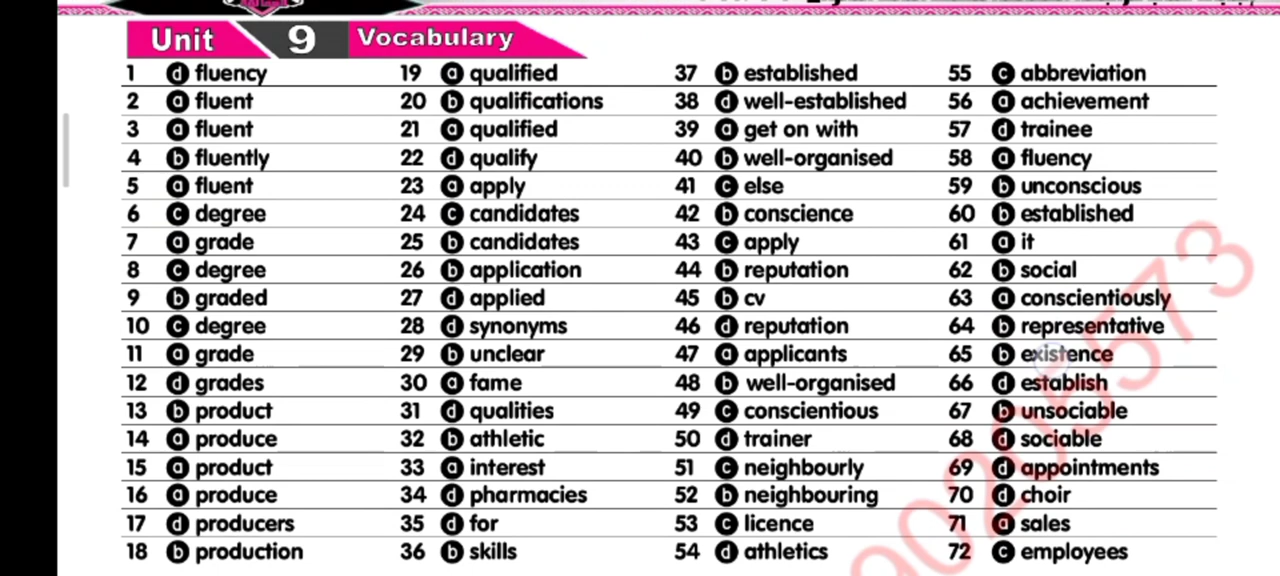 Unit 9 Vocabulary
1 d fluency
2 a fluent
3 a fluent
4 b fluently
5 a fluent
6 c degree
7 a grade
8 c degree
9 b graded
10 c degree
11 a grade
12 d grades
13 b product
14 a produce
15 a product
16 a produce
17 d producers
18 b production
19 a qualified
20 b qualifications
21 a qualified
22 d qualify
23 a apply
24 c candidates
25 b candidates
26 b application
27 d applied
28 d synonyms
29 b unclear
30 a fame
31 d qualities
32 b athletic
33 a interest
34 d pharmacies
35 d for
36 b skills
37 b established
38 d well-established
39 a get on with
40 b well-organised
41 c else
42 b conscience
43 c apply
44 b reputation
45 b cv
46 d reputation
47 a applicants
48 b well-organised
49 c conscientious
50 d trainer
51 c neighbourly
52 b neighbouring
53 c licence
54 d athletics
55 c abbreviation
56 a achievement
57 d trainee
58 a fluency
59 b unconscious
60 b established
61 a it
62 b social
63 a conscientiously
64 b representative
65 b existence
66 d establish
67 b unsociable
68 d sociable
69 d appointments
70 d choir
71 a sales
72 c employees